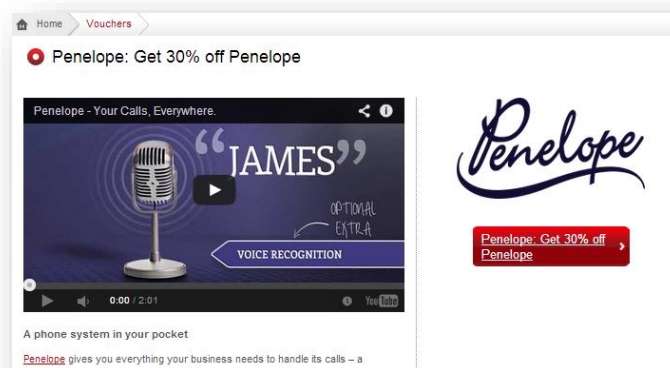 Home Vouchers
Penelope: Get 30% off Penelope
Penelope - Your Calls, Everywhere.
“JAMES”
OPTIONAL
EXTRA
VOICE RECOGNITION
0:00 / 2:01
YouTube
A phone system in your pocket
Penelope gives you everything your business needs to handle its calls – a
Penelope
Penelope: Get 30% off
Penelope